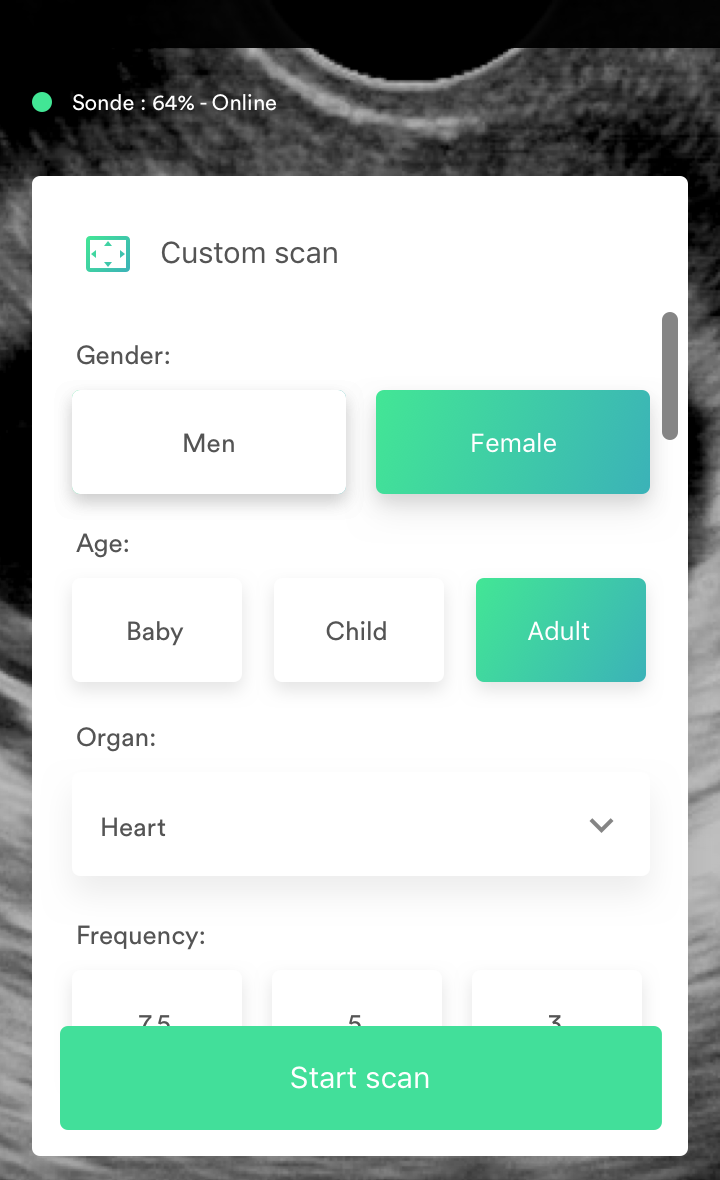 Sonde : 64% - Online
Custom scan
Gender:
Men Female
Age:
Baby Child Adult
Organ:
Heart
Frequency:
7.5 5 3
Start scan